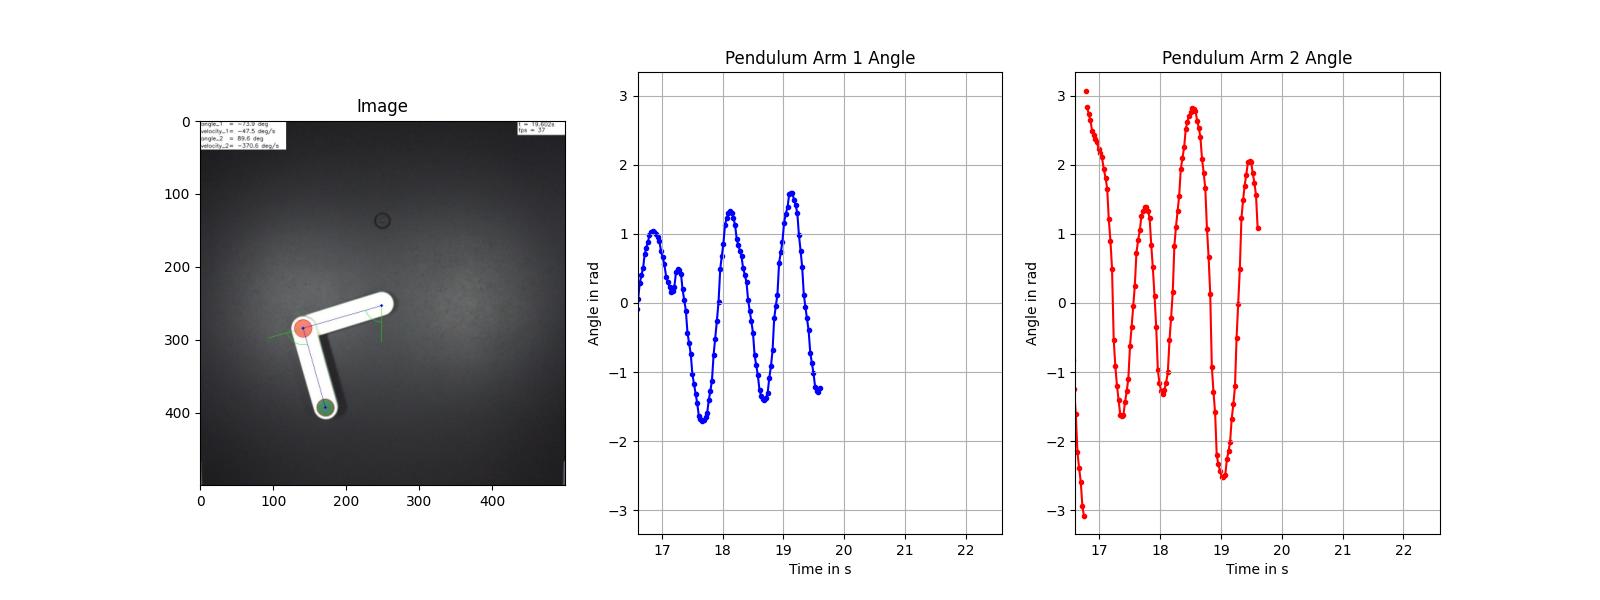 Image
angle_1 = -73.9 deg
velocity_1= -47.5 deg/s
angle_2 = 89.6 deg
velocity_2= -370.6 deg/s
t = 19.602s
fps = 37
0
100
200
300
400
0 100 200 300 400
Pendulum Arm 1 Angle
Angle in rad
3
2
1
0
−1
−2
−3
17 18 19 20 21 22
Time in s
Pendulum Arm 2 Angle
Angle in rad
3
2
1
0
−1
−2
−3
17 18 19 20 21 22
Time in s